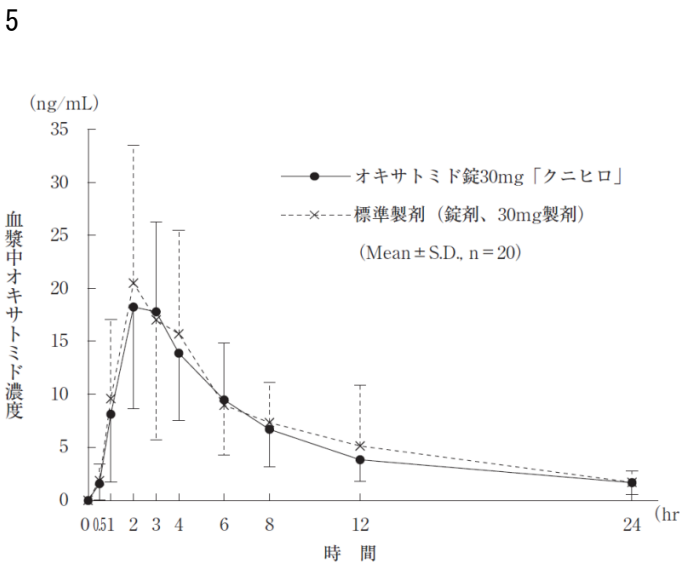 5
(ng/mL)
35
30
25
20
15
10
5
0
血漿中オキサトミド濃度
オキサトミド錠30mg「クニヒロ」
標準製剤（錠剤、30mg製剤）
(Mean±S.D., n=20)
0 0.5 1 2 3 4 6 8 12 24 (hr
時 間